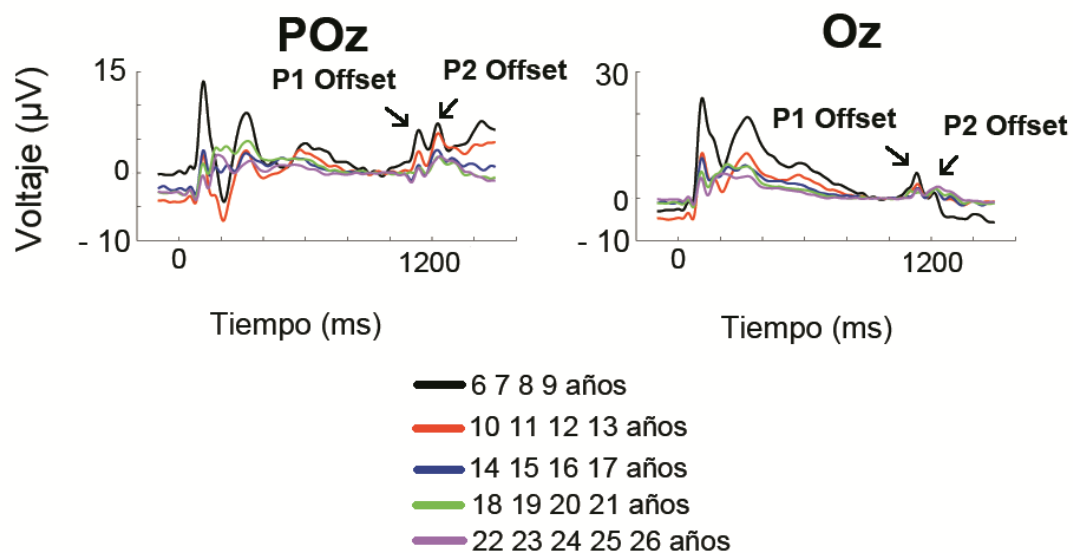 POz
Oz
Voltaje (µV)
15
0
- 10
P1 Offset
P2 Offset
0
1200
Tiempo (ms)
30
0
- 10
P1 Offset
P2 Offset
0
1200
Tiempo (ms)
6 7 8 9 años
10 11 12 13 años
14 15 16 17 años
18 19 20 21 años
22 23 24 25 26 años